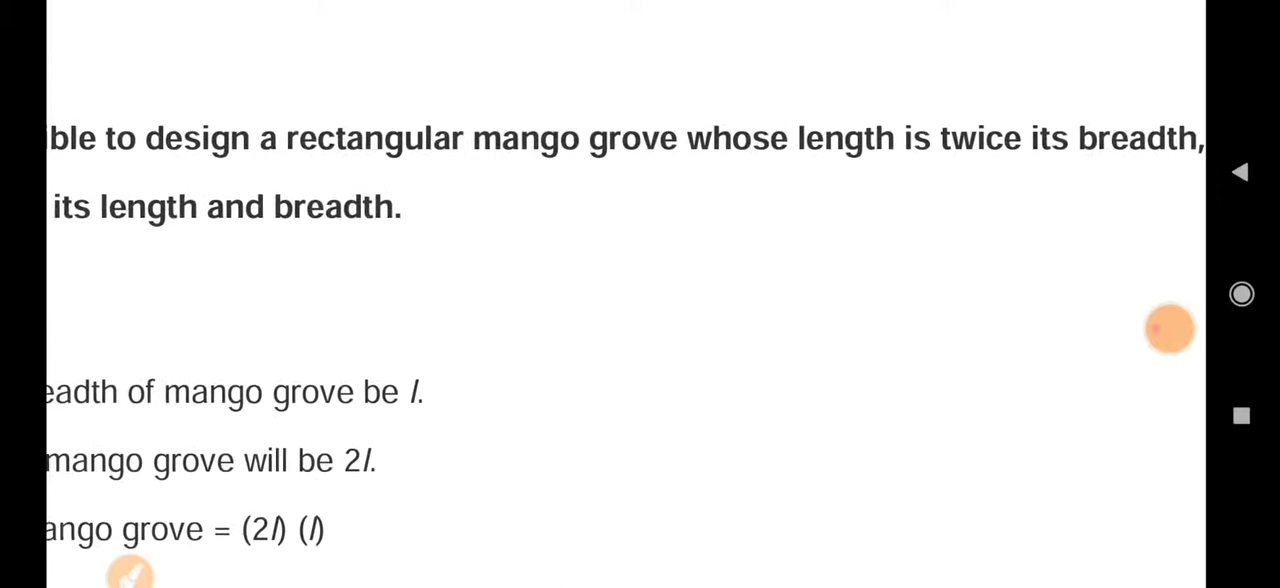 ble to design a rectangular mango grove whose length is twice its breadth,
its length and breadth.
eadth of mango grove be l.
mango grove will be 2l.
ango grove = (2l) (l)